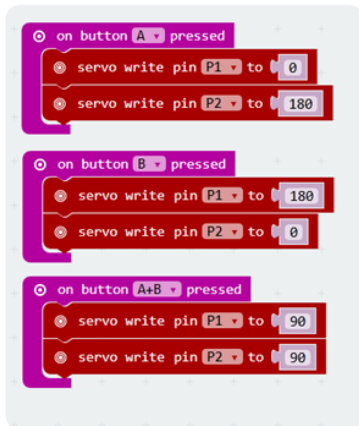 on button A pressed
servo write pin P1 to 0
servo write pin P2 to 180
on button B pressed
servo write pin P1 to 180
servo write pin P2 to 0
on button A+B pressed
servo write pin P1 to 90
servo write pin P2 to 90